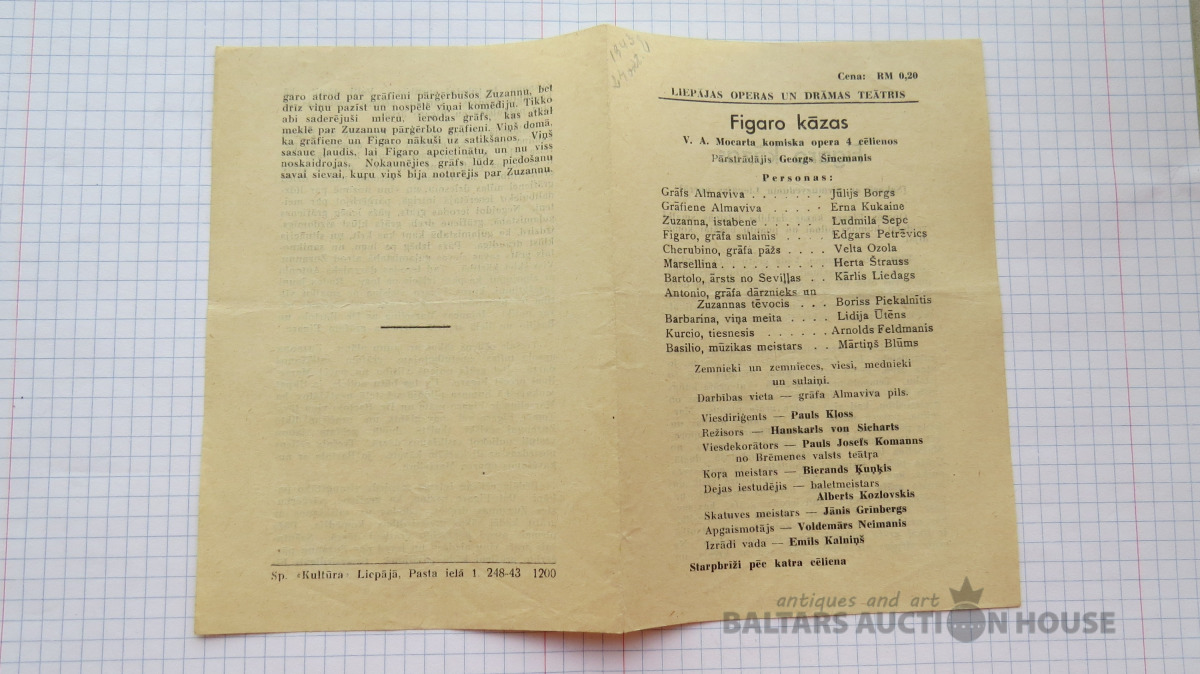 garo atrod par grāfieni pārģērbušos Zuzannu, bet
drīz viņu pazīst un nospēlē viņai komēdiju. Tikko
abi saderējuši mieru, ierodas grāfs, kas atkal
meklē par Zuzannu pārģērbto grāfieni. Viņš domā,
ka grāfiene un Figaro nākuši uz satikšanos. Viņš
sasauc ļaudis, lai Figaro apcietinātu, un nu viss
noskaidrojas. Nokaunējies grāfs lūdz piedošanu
savai sievai, kuŗu viņš bija noturējis par Zuzannu.
Sp. «Kultūra» Liepājā, Pasta ielā 1 248-43 1200
Cena: RM 0,20
LIEPĀJAS OPERAS UN DRĀMAS TEĀTRIS
Figaro kāzas
V. A. Mocarta komiska opera 4 cēlienos
Pārstrādājis Georgs Šinemanis
Personas:
Grāfs Almaviva . . . . . . . Jūlijs Borgs
Grāfiene Almaviva . . . . . Erna Kukaine
Zuzanna, istabene . . . . . Ludmila Sepe
Figaro, grāfa sulainis . . . . Edgars Petrēvics
Cherubino, grāfa pāžs . . . . Velta Ozola
Marsellina . . . . . . . . . . Herta Štrauss
Bartolo, ārsts no Seviļļas . . Kārlis Liedags
Antonio, grāfa dārznieks un
Zuzannas tēvocis . . . Boriss Piekalnītis
Barbarina, viņa meita . . . . Lidija Ūtēns
Kurcio, tiesnesis . . . . . . Arnolds Feldmanis
Basilio, mūzikas meistars . . Mārtiņš Blūms
Zemnieki un zemnieces, viesi, mednieki
un sulaiņi.
Darbības vieta — grāfa Almaviva pils.
Viesdiriģents — Pauls Kloss
Režisors — Hanskarls von Sicharts
Viesdekorātors — Pauls Josefs Komanns
no Brēmenes valsts teātŗa
Koŗa meistars — Bierands Ķuņķis
Dejas iestudējis — baletmeistars
Alberts Kozlovskis
Skatuves meistars — Jānis Grīnbergs
Apgaismotājs — Voldemārs Neimanis
Izrādi vada — Emils Kalniņš
Starpbrīži pēc katra cēliena
antiques and art
BALTARS AUCTION HOUSE